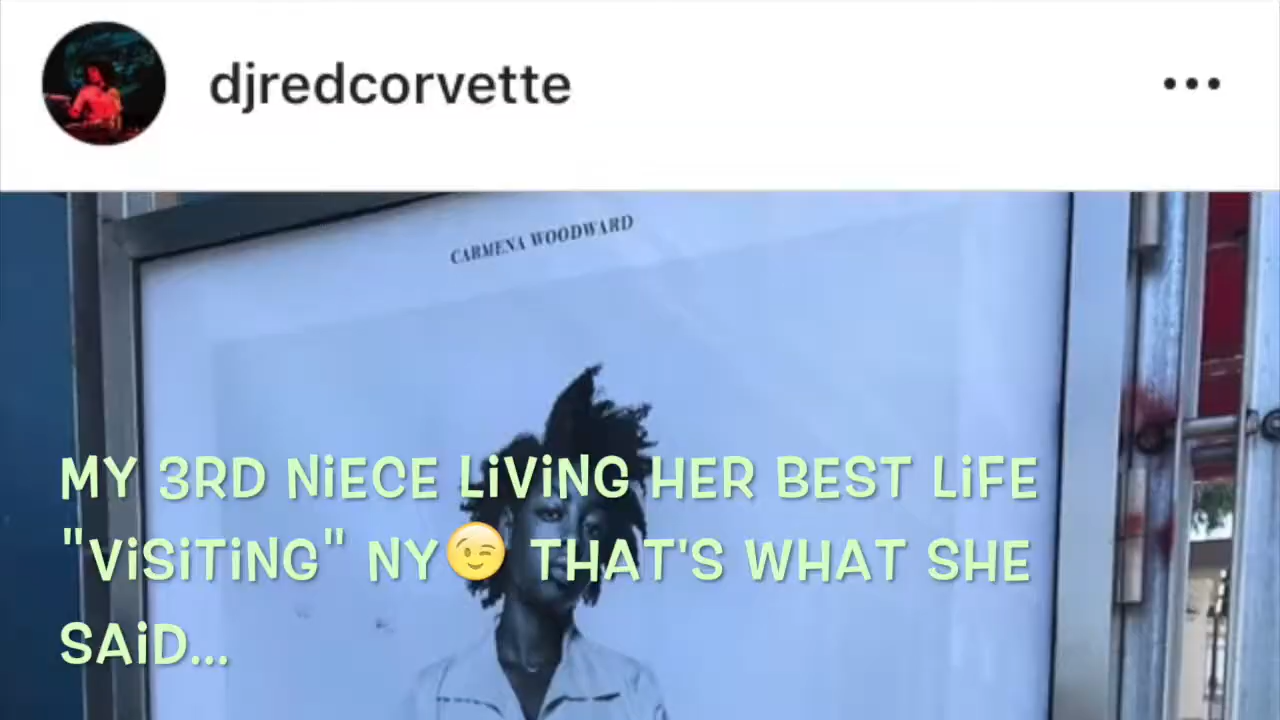 djredcorvette
CARMENA WOODWARD
MY 3RD NiECE LiViNG HER BEST LiFE
"ViSiTiNG" NY😉 THAT'S WHAT SHE
SAiD...